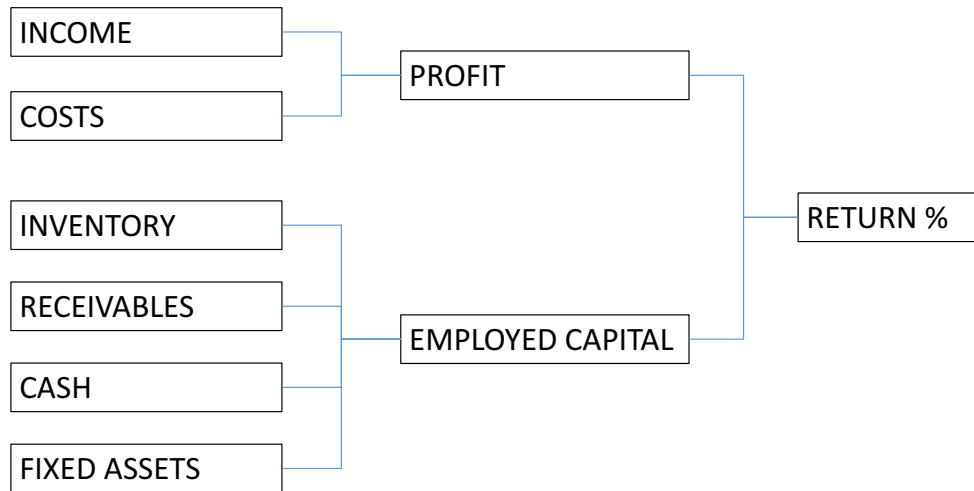 INCOME
COSTS
PROFIT
INVENTORY
RECEIVABLES
CASH
FIXED ASSETS
EMPLOYED CAPITAL
RETURN %